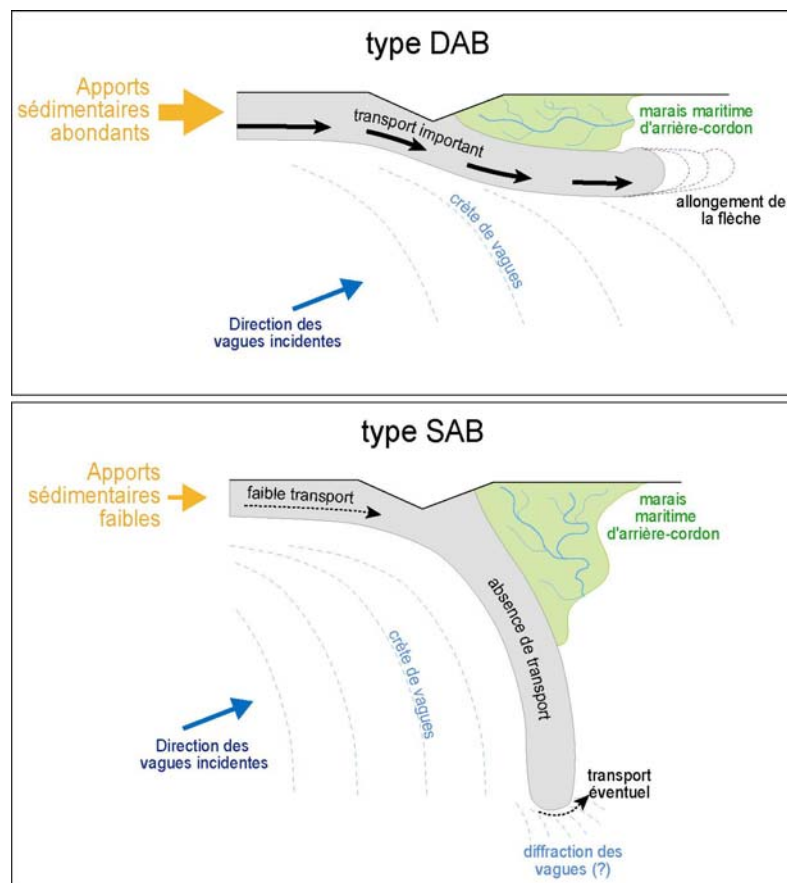 type DAB
Apports
sédimentaires
abondants
transport important
marais maritime
d'arrière-cordon
allongement de
la flèche
crète de vagues
Direction des
vagues incidentes
type SAB
Apports
sédimentaires
faibles
faible transport
marais
maritime
d'arrière-cordon
absence de transport
crète de vagues
Direction des
vagues incidentes
transport
éventuel
diffraction des
vagues (?)